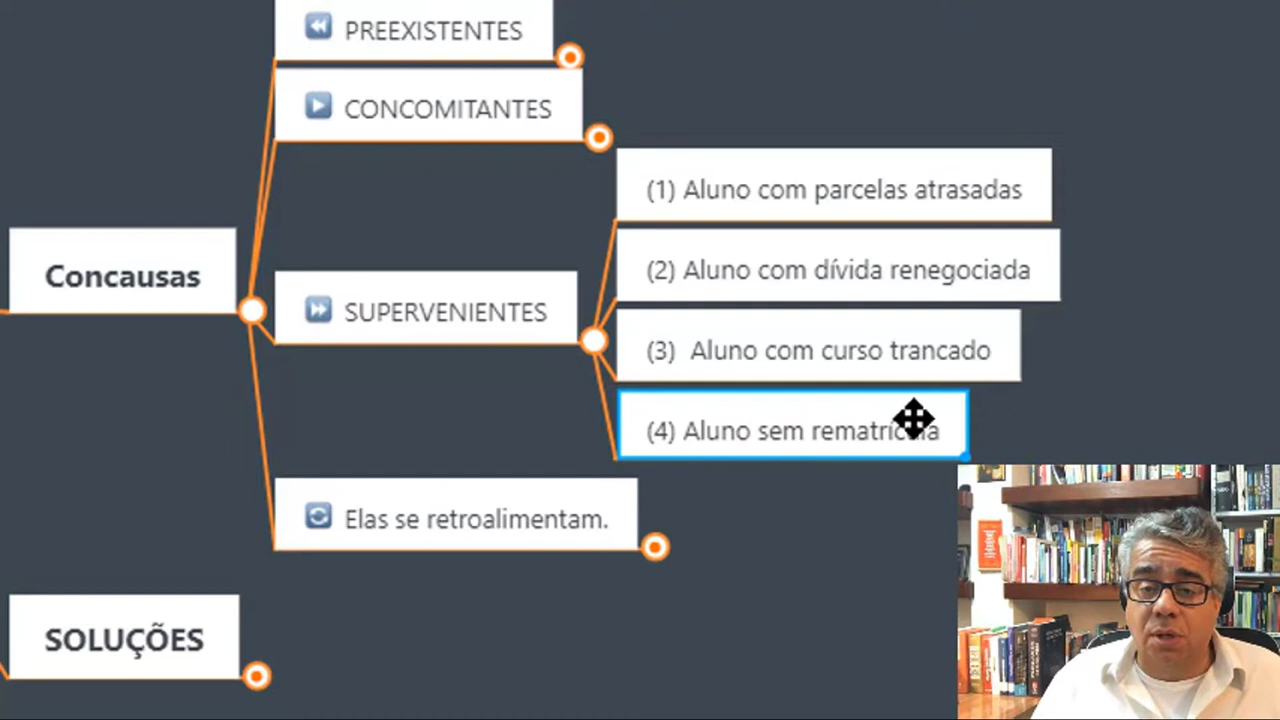 PREEXISTENTES
CONCOMITANTES
(1) Aluno com parcelas atrasadas
(2) Aluno com dívida renegociada
Concausas
SUPERVENIENTES
(3) Aluno com curso trancado
(4) Aluno sem rematrícula
Elas se retroalimentam.
SOLUÇÕES